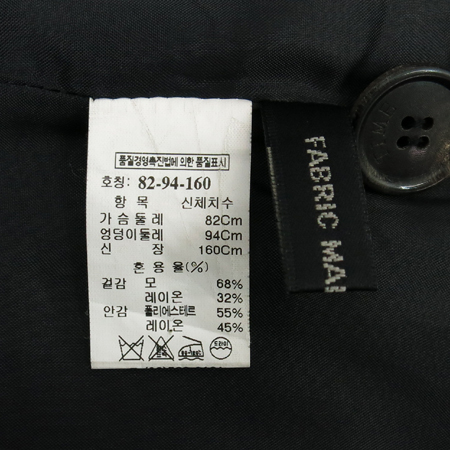 품질경영촉진법에 의한 품질표시
호칭: 82-94-160
항 목 신체치수
가슴둘레 82Cm
엉덩이둘레 94Cm
신 장 160Cm
혼 용 율(%)
겉감 모 68%
레이온 32%
안감 폴리에스테르 55%
레이온 45%
드라이
FABRIC MA